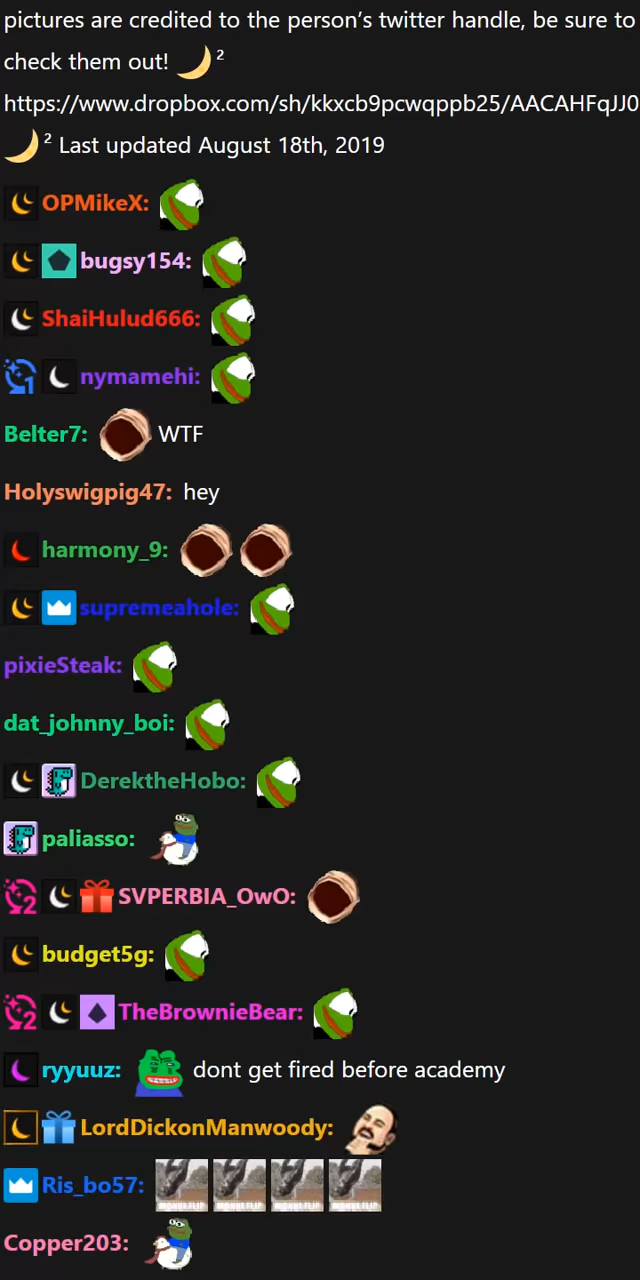 pictures are credited to the person’s twitter handle, be sure to
check them out! 🌙²
https://www.dropbox.com/sh/kkxcb9pcwqppb25/AACAHFqJJ0
🌙² Last updated August 18th, 2019
OPMikeX:
bugsy154:
ShaiHulud666:
nymamehi:
Belter7: WTF
Holyswigpig47: hey
harmony_9:
supremeahole:
pixieSteak:
dat_johnny_boi:
DerektheHobo:
paliasso:
SVPERBIA_OwO:
budget5g:
TheBrownieBear:
ryyuuz: dont get fired before academy
LordDickonManwoody:
Ris_bo57:
Copper203: